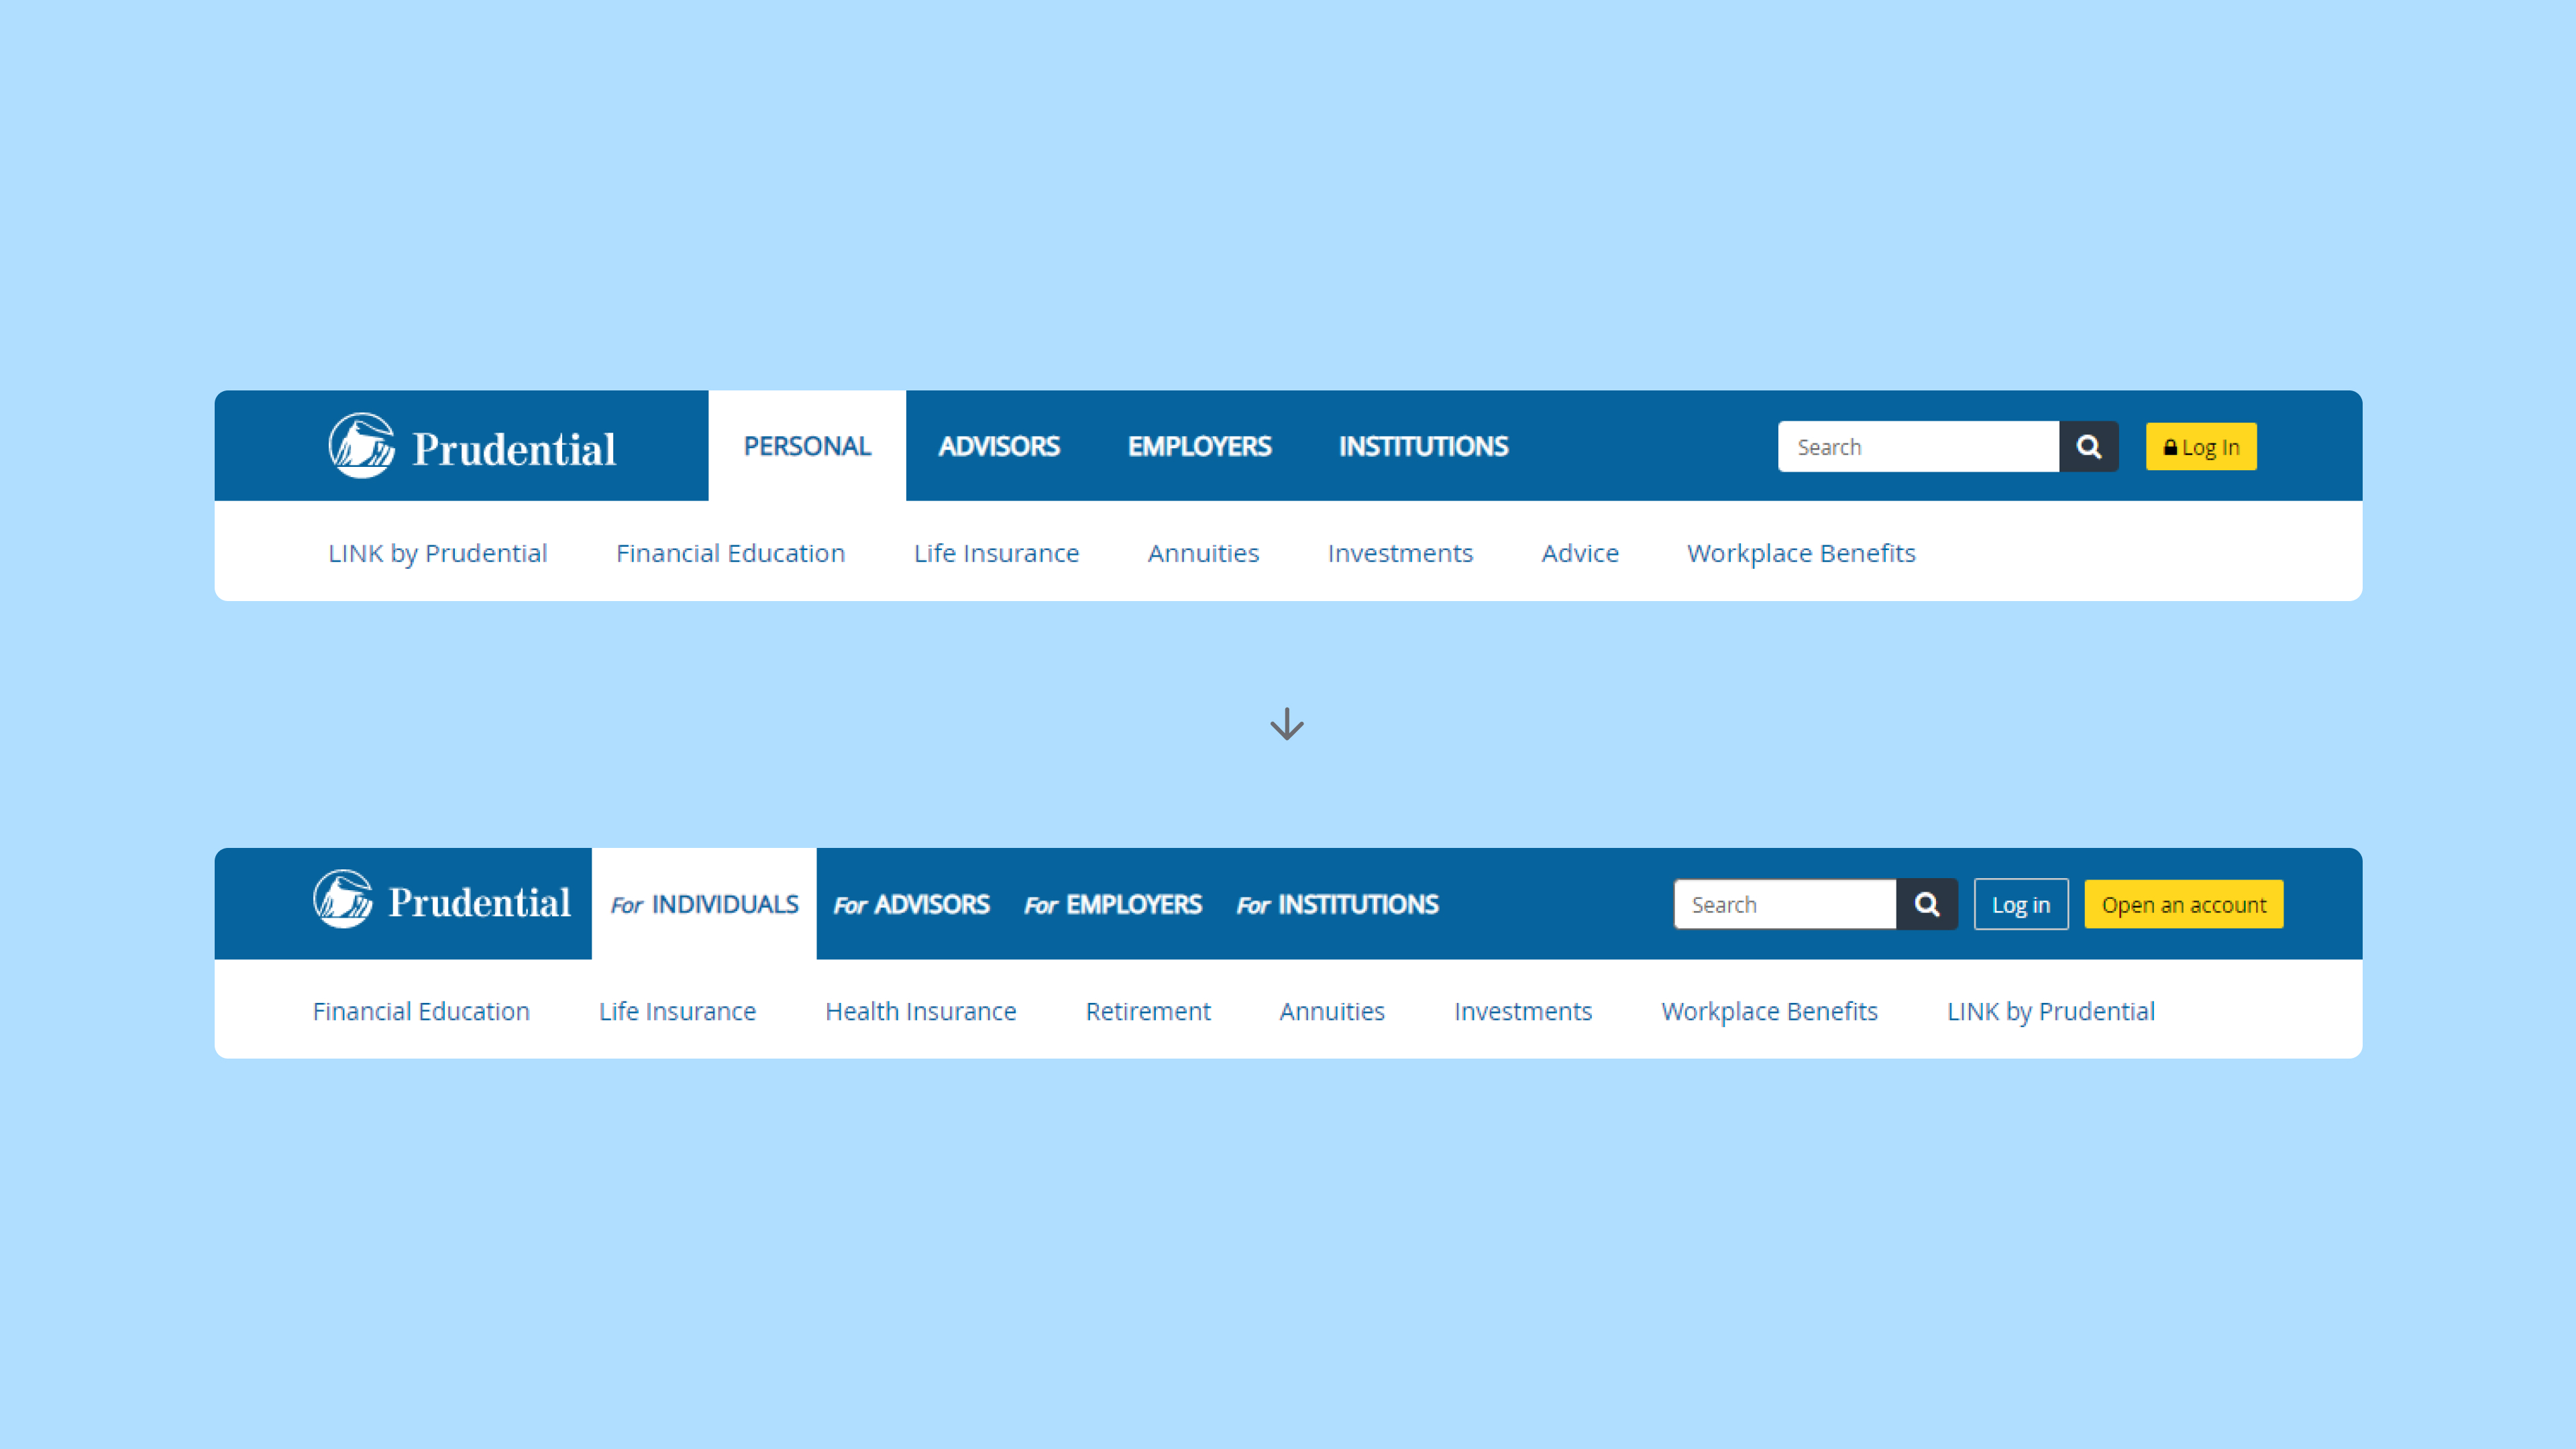 Prudential PERSONAL ADVISORS EMPLOYERS INSTITUTIONS Search Log In
LINK by Prudential Financial Education Life Insurance Annuities Investments Advice Workplace Benefits
Prudential For INDIVIDUALS For ADVISORS For EMPLOYERS For INSTITUTIONS Search Log in Open an account
Financial Education Life Insurance Health Insurance Retirement Annuities Investments Workplace Benefits LINK by Prudential